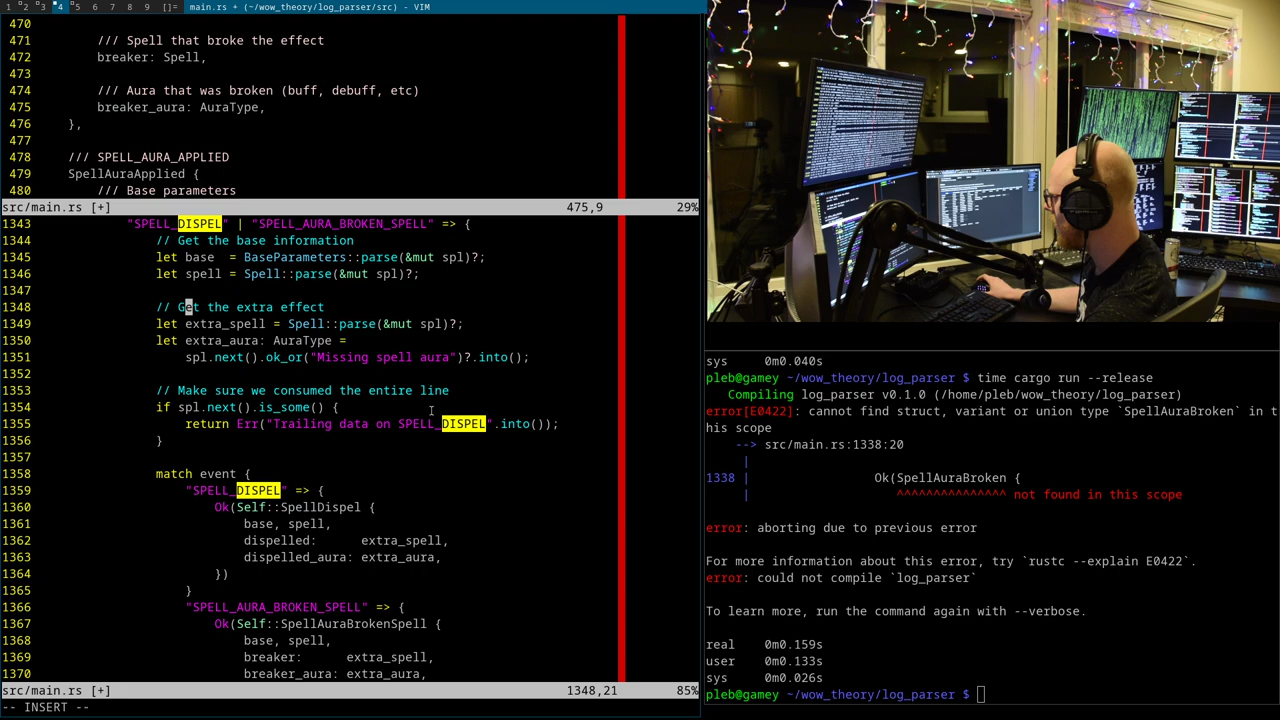 1 2 3 4 5 6 7 8 9 []= main.rs + (~/wow_theory/log_parser/src) - VIM
470
471 /// Spell that broke the effect
472 breaker: Spell,
473
474 /// Aura that was broken (buff, debuff, etc)
475 breaker_aura: AuraType,
476 },
477
478 /// SPELL_AURA_APPLIED
479 SpellAuraApplied {
480 /// Base parameters
src/main.rs [+] 475,9 29%
1343 "SPELL_DISPEL" | "SPELL_AURA_BROKEN_SPELL" => {
1344 // Get the base information
1345 let base  = BaseParameters::parse(&mut spl)?;
1346 let spell = Spell::parse(&mut spl)?;
1347
1348 // Get the extra effect
1349 let extra_spell = Spell::parse(&mut spl)?;
1350 let extra_aura: AuraType =
1351 spl.next().ok_or("Missing spell aura")?.into();
1352
1353 // Make sure we consumed the entire line
1354 if spl.next().is_some() {
1355 return Err("Trailing data on SPELL_DISPEL".into());
1356 }
1357
1358 match event {
1359 "SPELL_DISPEL" => {
1360 Ok(Self::SpellDispel {
1361 base, spell,
1362 dispelled:      extra_spell,
1363 dispelled_aura: extra_aura,
1364 })
1365 }
1366 "SPELL_AURA_BROKEN_SPELL" => {
1367 Ok(Self::SpellAuraBrokenSpell {
1368 base, spell,
1369 breaker:      extra_spell,
1370 breaker_aura: extra_aura,
src/main.rs [+] 1348,21 85%
-- INSERT --
sys 0m0.040s
pleb@gamey ~/wow_theory/log_parser $ time cargo run --release
Compiling log_parser v0.1.0 (/home/pleb/wow_theory/log_parser)
error[E0422]: cannot find struct, variant or union type `SpellAuraBroken` in t
his scope
--> src/main.rs:1338:20
|
1338 | Ok(SpellAuraBroken {
| ^^^^^^^^^^^^^^^ not found in this scope
error: aborting due to previous error
For more information about this error, try `rustc --explain E0422`.
error: could not compile `log_parser`
To learn more, run the command again with --verbose.
real 0m0.159s
user 0m0.133s
sys 0m0.026s
pleb@gamey ~/wow_theory/log_parser $